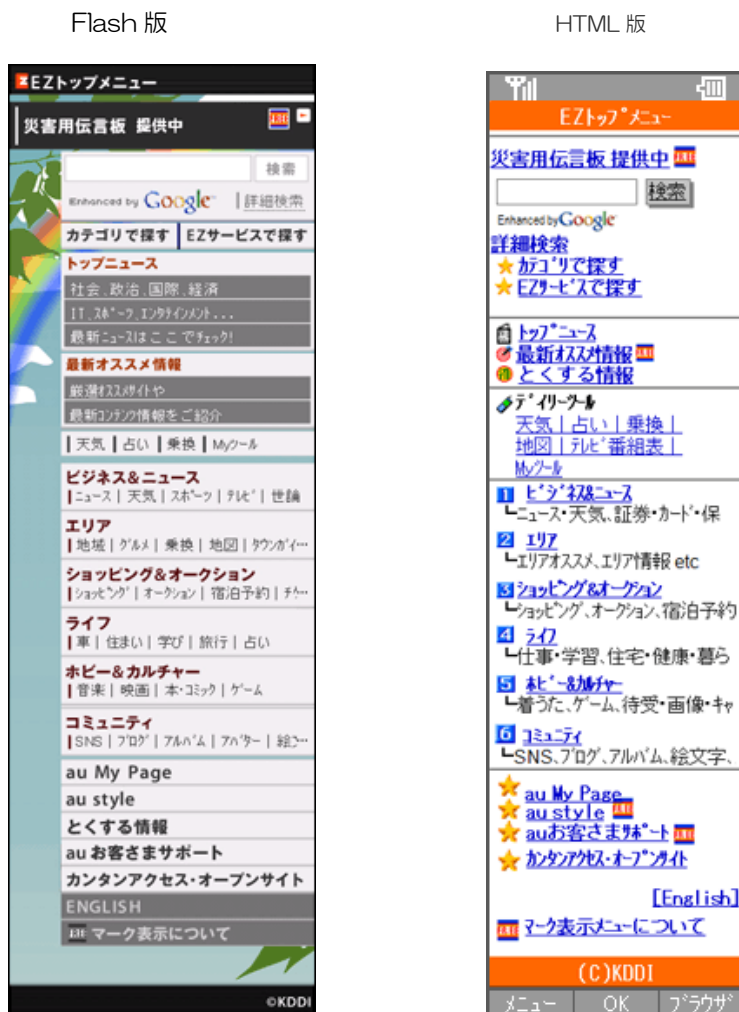 Flash 版
EZトップメニュー
災害用伝言板 提供中
検索
Enhanced by Google
詳細検索
カテゴリで探す
EZサービスで探す
トップニュース
社会、政治、国際、経済
IT、ｽﾎﾟｰﾂ、ｴﾝﾀﾃｲﾝﾒﾝﾄ...
最新ﾆｭｰｽはここでﾁｪｯｸ!
最新オススメ情報
厳選ｵｽｽﾒｻｲﾄや
最新ｺﾝﾃﾝﾂ情報をご紹介
|天気|占い|乗換|Myﾂｰﾙ
ビジネス&ニュース
|ﾆｭｰｽ|天気|ｽﾎﾟｰﾂ|ﾃﾚﾋﾞ|世論
エリア
|地域|ｸﾞﾙﾒ|乗換|地図|ﾀｳﾝｶﾞｲ…
ショッピング&オークション
|ｼｮｯﾋﾟﾝｸﾞ|ｵｰｸｼｮﾝ|宿泊予約|ﾁｹ…
ライフ
|車|住まい|学び|旅行|占い
ホビー&カルチャー
|音楽|映画|本･ｺﾐｯｸ|ｹﾞｰﾑ
コミュニティ
|SNS|ﾌﾞﾛｸﾞ|ｱﾙﾊﾞﾑ|ｱﾊﾞﾀｰ|絵ｺ…
au My Page
au style
とくする情報
au お客さまサポート
カンタンアクセス・オープンサイト
ENGLISH
マーク表示について
©KDDI
HTML 版
EZﾄｯﾌﾟﾒﾆｭｰ
災害用伝言板 提供中
検索
Enhanced by Google
詳細検索
ｶﾃｺﾞﾘで探す
EZｻｰﾋﾞｽで探す
ﾄｯﾌﾟﾆｭｰｽ
最新ｵｽｽﾒ情報
とくする情報
ﾃﾞｲﾘｰﾂｰﾙ
天気|占い|乗換|
地図|ﾃﾚﾋﾞ番組表|
Myﾂｰﾙ
1 ﾋﾞｼﾞﾈｽ&ﾆｭｰｽ
┗ﾆｭｰｽ･天気､証券･ｶｰﾄﾞ･保
2 ｴﾘｱ
┗ｴﾘｱｵｽｽﾒ､ｴﾘｱ情報 etc
3 ｼｮｯﾋﾟﾝｸﾞ&ｵｰｸｼｮﾝ
┗ｼｮｯﾋﾟﾝｸﾞ､ｵｰｸｼｮﾝ､宿泊予約
4 ﾗｲﾌ
┗仕事･学習､住宅･健康･暮ら
5 ﾎﾋﾞｰ&ｶﾙﾁｬｰ
┗着うた､ｹﾞｰﾑ､待受･画像･ｷｬ
6 ｺﾐｭﾆﾃｨ
┗SNS､ﾌﾞﾛｸﾞ､ｱﾙﾊﾞﾑ､絵文字､
au My Page
au style
auお客さまｻﾎﾟｰﾄ
ｶﾝﾀﾝｱｸｾｽ･ｵｰﾌﾟﾝｻｲﾄ
[English]
ﾏｰｸ表示ﾒﾆｭｰについて
(C)KDDI
ﾒﾆｭｰ
OK
ﾌﾞﾗｳｻﾞ